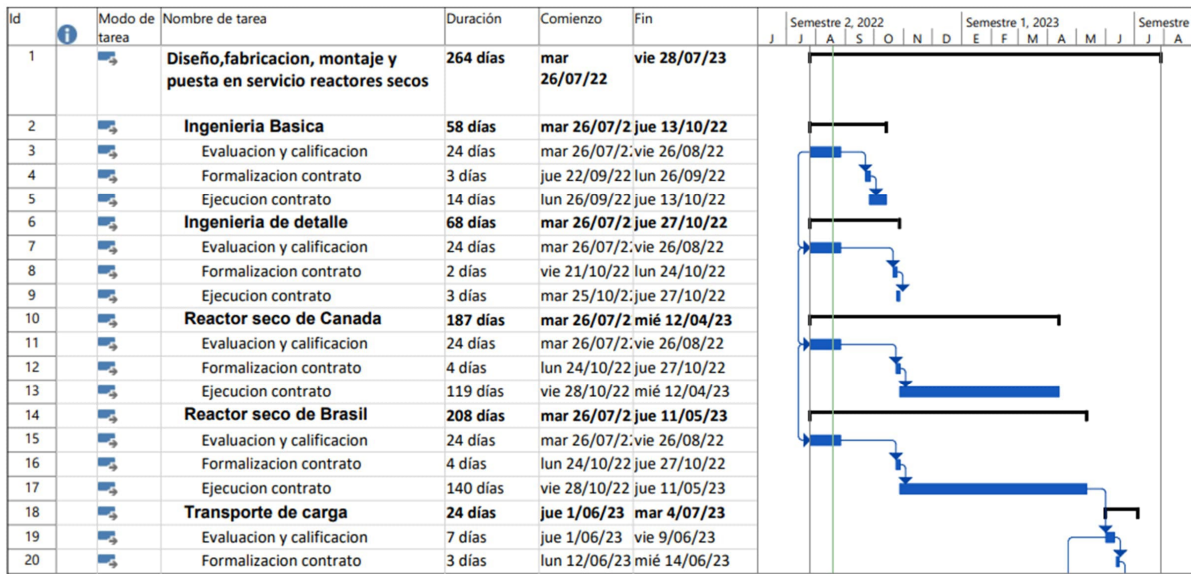 Id Modo de Nombre de tarea Duración Comienzo Fin Semestre 2, 2022 Semestre 1, 2023 Semestre
tarea J J A S O N D E F M A M J J A
1 Diseño,fabricacion, montaje y 264 días mar vie 28/07/23
puesta en servicio reactores secos 26/07/22
2 Ingenieria Basica 58 días mar 26/07/2 jue 13/10/22
3 Evaluacion y calificacion 24 días mar 26/07/2 vie 26/08/22
4 Formalizacion contrato 3 días jue 22/09/22 lun 26/09/22
5 Ejecucion contrato 14 días lun 26/09/22 jue 13/10/22
6 Ingenieria de detalle 68 días mar 26/07/2 jue 27/10/22
7 Evaluacion y calificacion 24 días mar 26/07/2 vie 26/08/22
8 Formalizacion contrato 2 días vie 21/10/22 lun 24/10/22
9 Ejecucion contrato 3 días mar 25/10/2 jue 27/10/22
10 Reactor seco de Canada 187 días mar 26/07/2 mié 12/04/23
11 Evaluacion y calificacion 24 días mar 26/07/2 vie 26/08/22
12 Formalizacion contrato 4 días lun 24/10/22 jue 27/10/22
13 Ejecucion contrato 119 días vie 28/10/22 mié 12/04/23
14 Reactor seco de Brasil 208 días mar 26/07/2 jue 11/05/23
15 Evaluacion y calificacion 24 días mar 26/07/2 vie 26/08/22
16 Formalizacion contrato 4 días lun 24/10/22 jue 27/10/22
17 Ejecucion contrato 140 días vie 28/10/22 jue 11/05/23
18 Transporte de carga 24 días jue 1/06/23 mar 4/07/23
19 Evaluacion y calificacion 7 días jue 1/06/23 vie 9/06/23
20 Formalizacion contrato 3 días lun 12/06/23 mié 14/06/23